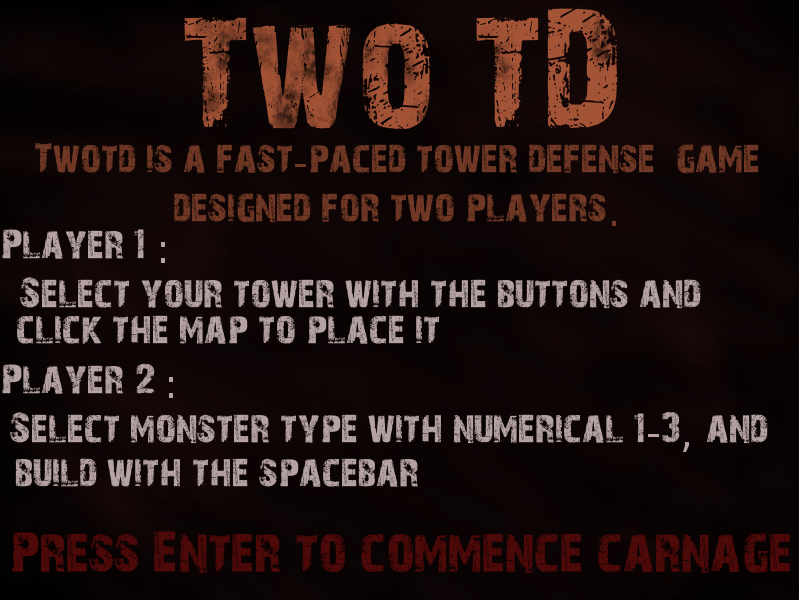 Two TD
Twotd is a fast-paced tower defense game
designed for two players.
Player 1 :
Select your tower with the buttons and
click the map to place it
Player 2 :
Select monster type with numerical 1-3, and
build with the spacebar
Press Enter to commence carnage